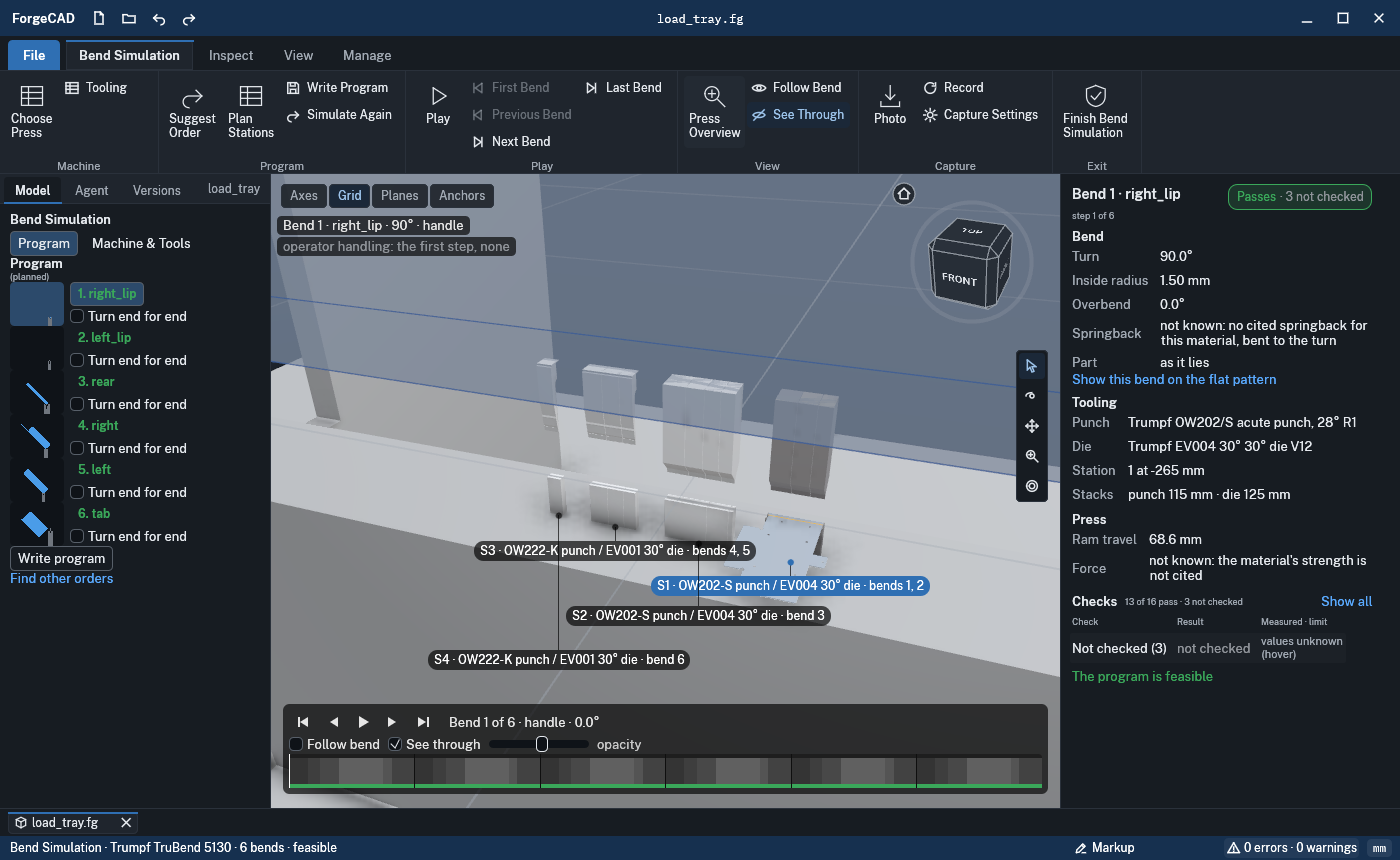 ForgeCAD
load_tray.fg
File
Bend Simulation
Inspect
View
Manage
Choose Press
Tooling
Machine
Suggest Order
Plan Stations
Write Program
Simulate Again
Program
Play
First Bend
Previous Bend
Next Bend
Last Bend
Play
Press Overview
Follow Bend
See Through
View
Photo
Record
Capture Settings
Capture
Finish Bend Simulation
Exit
Model
Agent
Versions
load_tray
Bend Simulation
Program
Machine & Tools
Program
(planned)
1. right_lip
Turn end for end
2. left_lip
Turn end for end
3. rear
Turn end for end
4. right
Turn end for end
5. left
Turn end for end
6. tab
Turn end for end
Write program
Find other orders
Axes
Grid
Planes
Anchors
Bend 1 · right_lip · 90° · handle
operator handling: the first step, none
TOP
FRONT
S3 · OW222-K punch / EV001 30° die · bends 4, 5
S1 · OW202-S punch / EV004 30° die · bends 1, 2
S2 · OW202-S punch / EV004 30° die · bend 3
S4 · OW222-K punch / EV001 30° die · bend 6
Bend 1 of 6 · handle · 0.0°
Follow bend
See through
opacity
Bend 1 · right_lip
Passes · 3 not checked
step 1 of 6
Bend
Turn 90.0°
Inside radius 1.50 mm
Overbend 0.0°
Springback not known: no cited springback for this material, bent to the turn
Part as it lies
Show this bend on the flat pattern
Tooling
Punch Trumpf OW202/S acute punch, 28° R1
Die Trumpf EV004 30° 30° die V12
Station 1 at -265 mm
Stacks punch 115 mm · die 125 mm
Press
Ram travel 68.6 mm
Force not known: the material's strength is not cited
Checks 13 of 16 pass · 3 not checked Show all
Check Result Measured · limit
Not checked (3) not checked values unknown (hover)
The program is feasible
load_tray.fg
Bend Simulation · Trumpf TruBend 5130 · 6 bends · feasible
Markup
0 errors · 0 warnings
mm